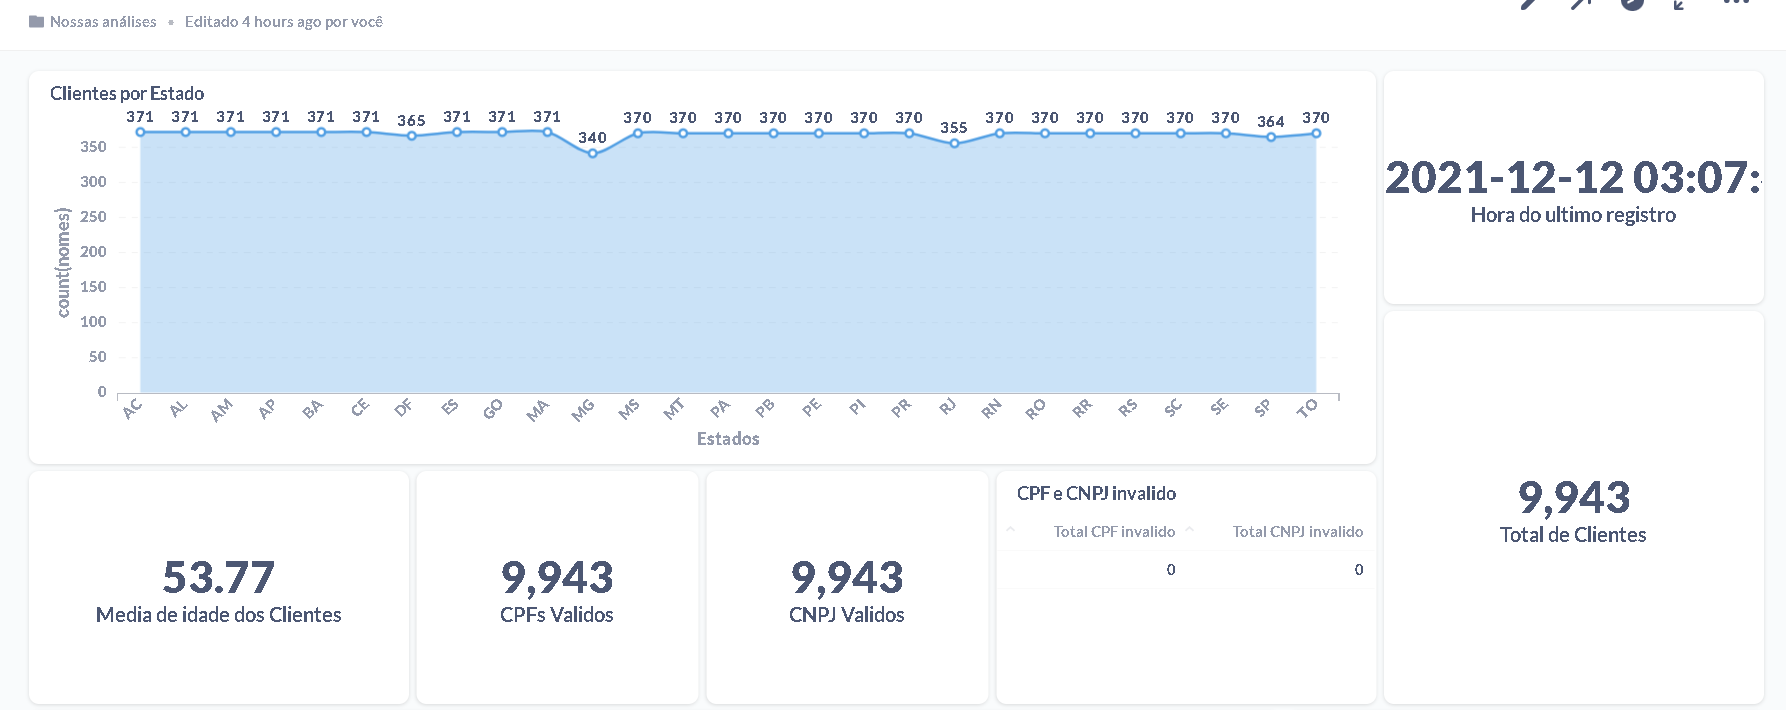 Nossas análises • Editado 4 hours ago por você
Clientes por Estado
371 371 371 371 371 371 365 371 371 371 340 370 370 370 370 370 370 370 355 370 370 370 370 370 370 364 370
350
300
250
200
150
100
50
0
count(nomes)
AC AL AM AP BA CE DF ES GO MA MG MS MT PA PB PE PI PR RJ RN RO RR RS SC SE SP TO
Estados
2021-12-12 03:07:
Hora do ultimo registro
9,943
Total de Clientes
53.77
Media de idade dos Clientes
9,943
CPFs Validos
9,943
CNPJ Validos
CPF e CNPJ invalido
Total CPF invalido Total CNPJ invalido
0 0